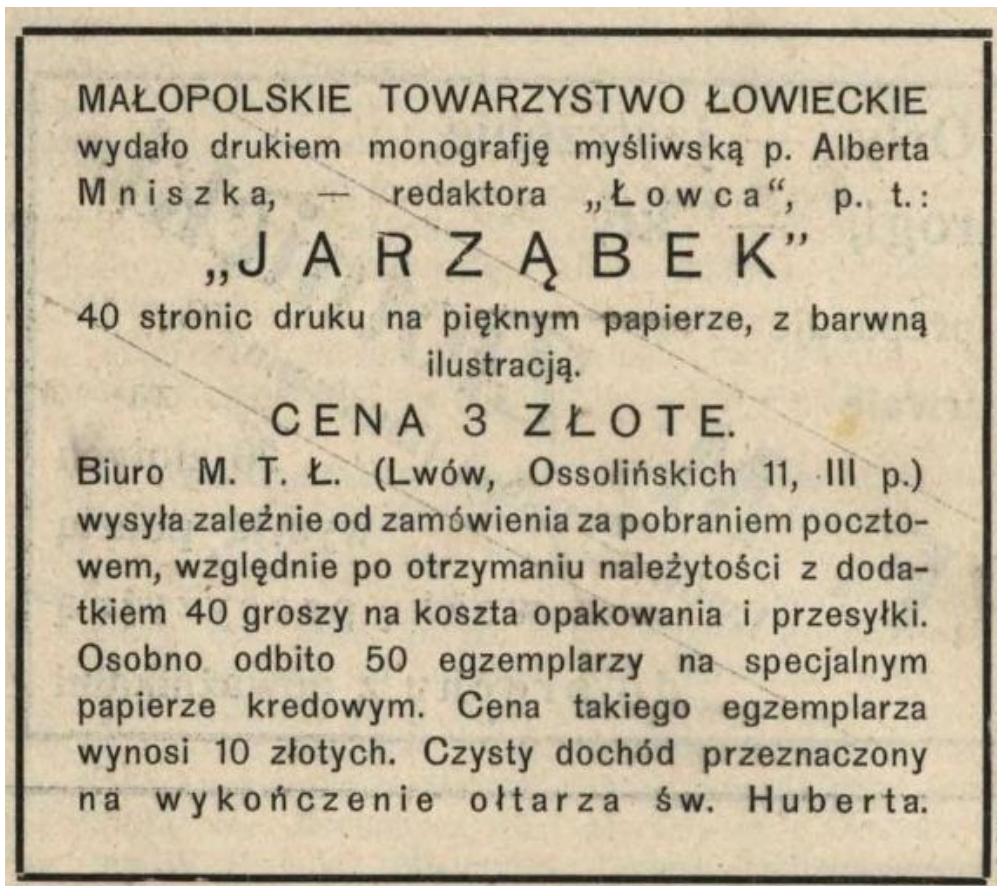 MAŁOPOLSKIE TOWARZYSTWO ŁOWIECKIE
wydało drukiem monografję myśliwską p. Alberta
Mniszka, — redaktora „Łowca“, p. t.:
„JARZĄBEK”
40 stronic druku na pięknym papierze, z barwną
ilustracją.
CENA 3 ZŁOTE.
Biuro M. T. Ł. (Lwów, Ossolińskich 11, III p.)
wysyła zależnie od zamówienia za pobraniem poczto-
wem, względnie po otrzymaniu należytości z doda-
tkiem 40 groszy na koszta opakowania i przesyłki.
Osobno odbito 50 egzemplarzy na specjalnym
papierze kredowym. Cena takiego egzemplarza
wynosi 10 złotych. Czysty dochód przeznaczony
na wykończenie ołtarza św. Huberta.